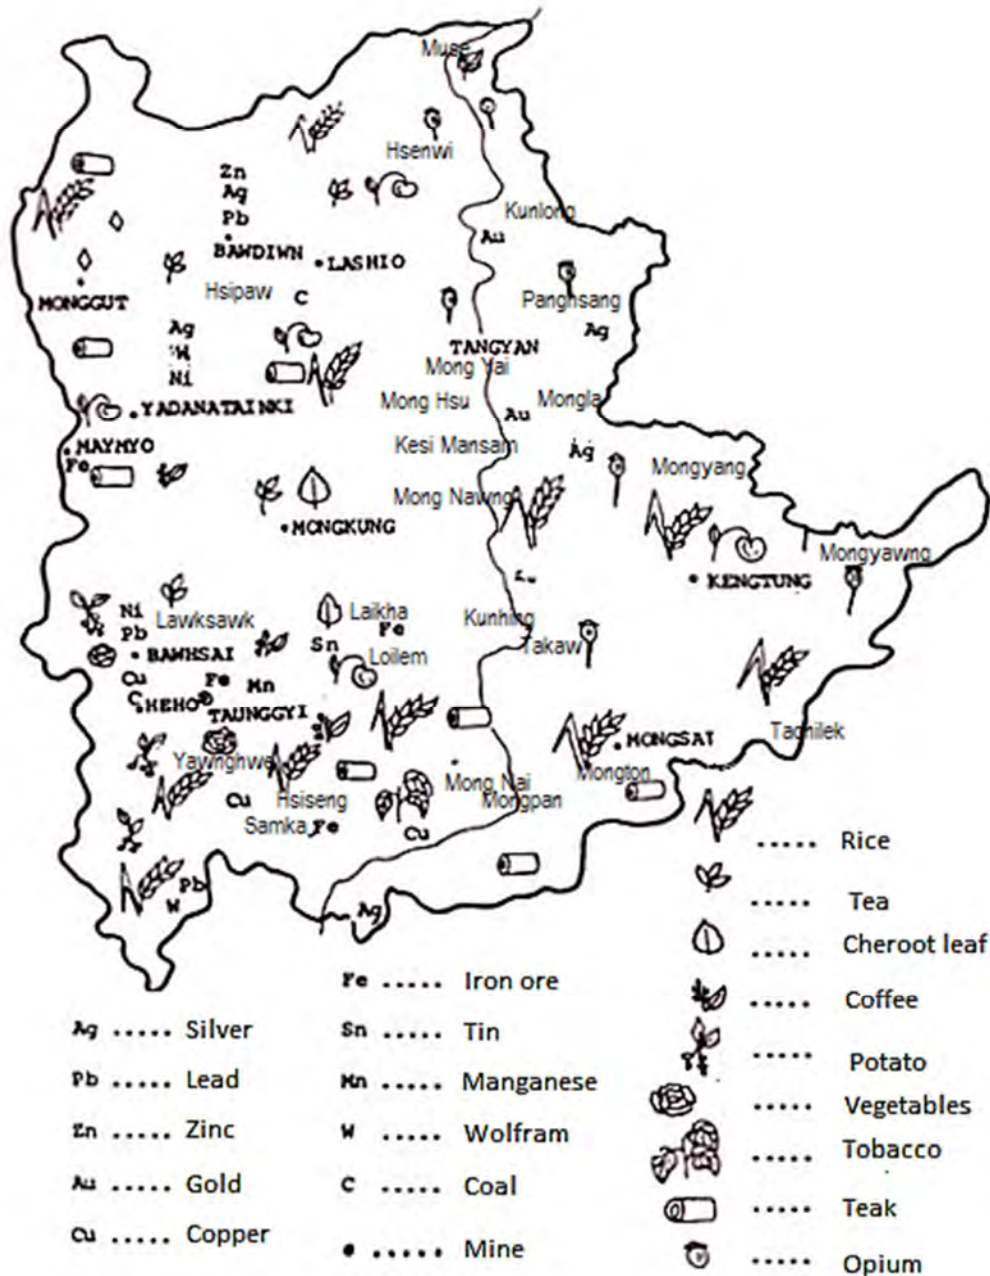 Muse
Hsenwi
Zn
Ag
Pb
BAWDIWN
LASHIO
Kunlong
Au
MONGGUT
Hsipaw
C
Panghsang
Ag
Ag
W
Ni
TANGYAN
Mong Yai
YADANATAINKI
Mong Hsu
Au
Mongla
MAYMYO
Fe
Kesi Mansam
Ag
Mongyang
Mong Nawng
MONGKUNG
KENGTUNG
Mongyawng
Ni
Pb
Lawksawk
Laikha
Fe
Kunhing
BAWHSAI
Sn
Loilem
Takaw
Cu
Fe
Mn
C
HEHO
TAUNGGYI
MONGSAI
Tachilek
Yawnghwe
Mong Nai
Mongton
Cu
Hsiseng
Mongpan
Samka
Fe
Cu
Pb
W
Ag
..... Rice
..... Tea
..... Cheroot leaf
..... Coffee
..... Potato
..... Vegetables
..... Tobacco
..... Teak
..... Opium
Fe ..... Iron ore
Sn ..... Tin
Mn ..... Manganese
W ..... Wolfram
C ..... Coal
● ..... Mine
Ag ..... Silver
Pb ..... Lead
Zn ..... Zinc
Au ..... Gold
Cu ..... Copper